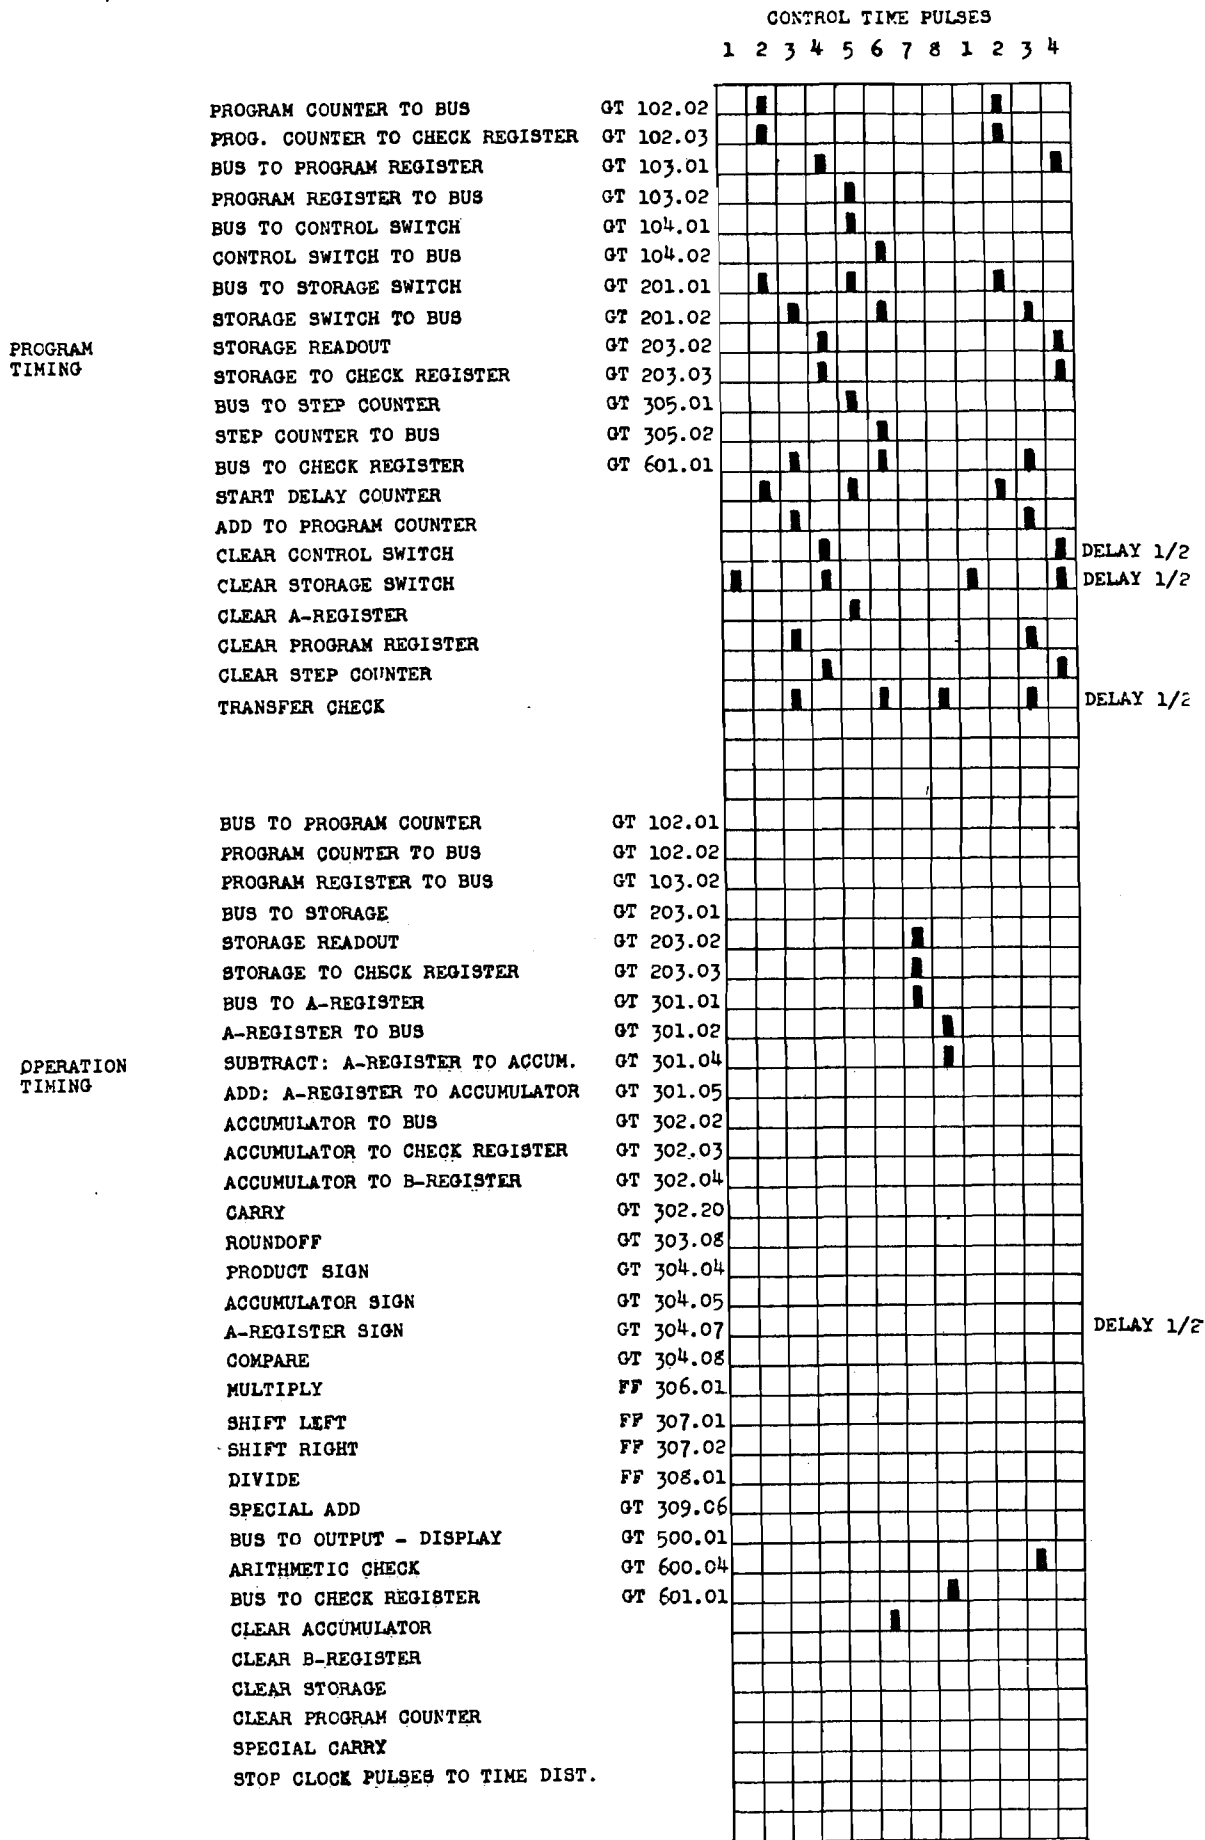 CONTROL TIME PULSES
1 2 3 4 5 6 7 8 1 2 3 4
PROGRAM COUNTER TO BUS GT 102.02
PROG. COUNTER TO CHECK REGISTER GT 102.03
BUS TO PROGRAM REGISTER GT 103.01
PROGRAM REGISTER TO BUS GT 103.02
BUS TO CONTROL SWITCH GT 104.01
CONTROL SWITCH TO BUS GT 104.02
BUS TO STORAGE SWITCH GT 201.01
STORAGE SWITCH TO BUS GT 201.02
PROGRAM
TIMING
STORAGE READOUT GT 203.02
STORAGE TO CHECK REGISTER GT 203.03
BUS TO STEP COUNTER GT 305.01
STEP COUNTER TO BUS GT 305.02
BUS TO CHECK REGISTER GT 601.01
START DELAY COUNTER
ADD TO PROGRAM COUNTER
CLEAR CONTROL SWITCH DELAY 1/2
CLEAR STORAGE SWITCH DELAY 1/2
CLEAR A-REGISTER
CLEAR PROGRAM REGISTER
CLEAR STEP COUNTER
TRANSFER CHECK DELAY 1/2
BUS TO PROGRAM COUNTER GT 102.01
PROGRAM COUNTER TO BUS GT 102.02
PROGRAM REGISTER TO BUS GT 103.02
BUS TO STORAGE GT 203.01
STORAGE READOUT GT 203.02
STORAGE TO CHECK REGISTER GT 203.03
BUS TO A-REGISTER GT 301.01
A-REGISTER TO BUS GT 301.02
OPERATION
TIMING
SUBTRACT: A-REGISTER TO ACCUM. GT 301.04
ADD: A-REGISTER TO ACCUMULATOR GT 301.05
ACCUMULATOR TO BUS GT 302.02
ACCUMULATOR TO CHECK REGISTER GT 302.03
ACCUMULATOR TO B-REGISTER GT 302.04
CARRY GT 302.20
ROUNDOFF GT 303.08
PRODUCT SIGN GT 304.04
ACCUMULATOR SIGN GT 304.05
A-REGISTER SIGN GT 304.07 DELAY 1/2
COMPARE GT 304.08
MULTIPLY FF 306.01
SHIFT LEFT FF 307.01
SHIFT RIGHT FF 307.02
DIVIDE FF 308.01
SPECIAL ADD GT 309.06
BUS TO OUTPUT - DISPLAY GT 500.01
ARITHMETIC CHECK GT 600.04
BUS TO CHECK REGISTER GT 601.01
CLEAR ACCUMULATOR
CLEAR B-REGISTER
CLEAR STORAGE
CLEAR PROGRAM COUNTER
SPECIAL CARRY
STOP CLOCK PULSES TO TIME DIST.